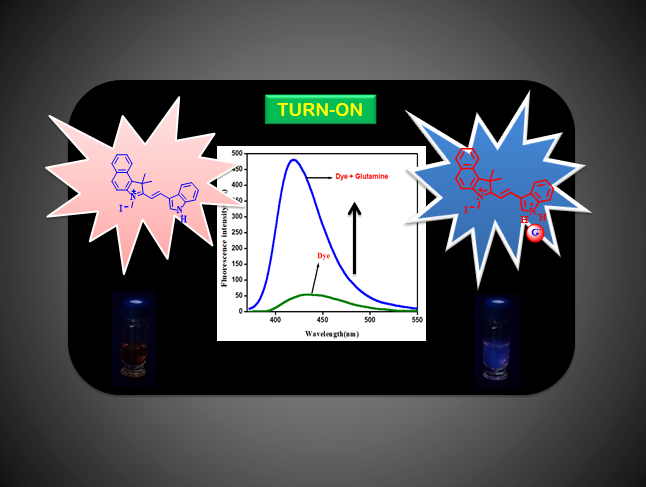 TURN-ON
500
450
400
350
300
250
200
150
100
50
0
Fluorescence intensity
Dye + Glutamine
Dye
400
450
500
550
Wavelength(nm)
N
+
I
N
H
N
+
I
N
H
H
G